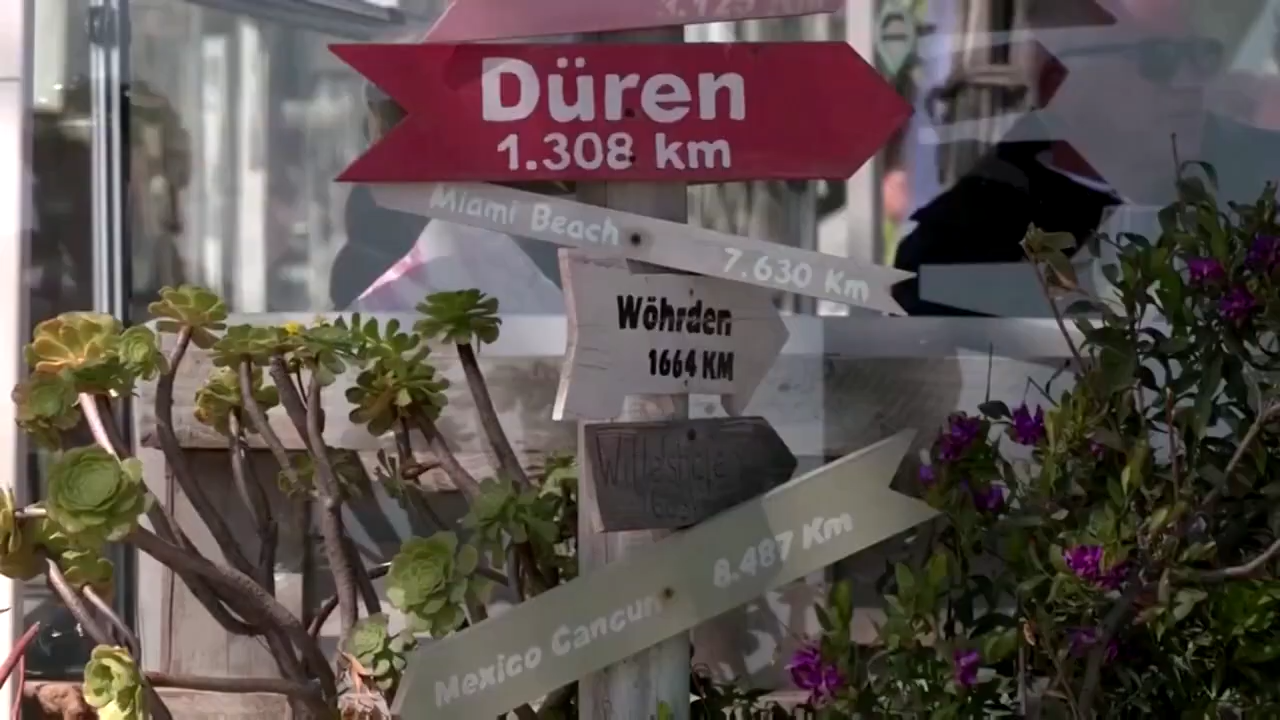 Düren
1.308 km
Miami Beach
7.630 Km
Wöhrden
1664 KM
8.487 Km
Mexico Cancun